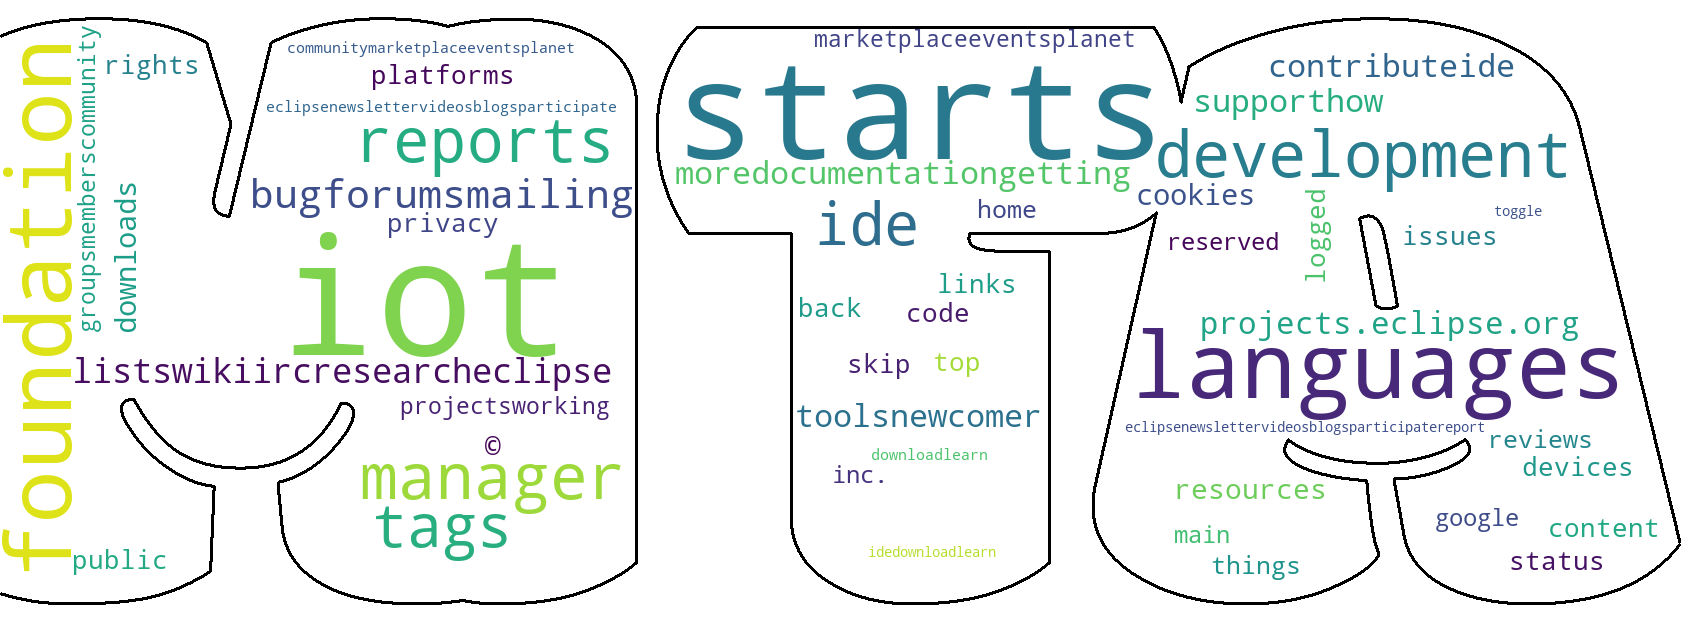 foundation
groupsmemberscommunity
rights
downloads
public
communitymarketplaceeventsplanet
platforms
eclipsenewslettervideosblogsparticipate
reports
bugforumsmailing
privacy
iot
listswikiircresearcheclipse
projectsworking
©
manager
tags
marketplaceeventsplanet
starts
moredocumentationgetting
ide
home
links
back
code
skip
top
toolsnewcomer
downloadlearn
inc.
idedownloadlearn
contributeide
supporthow
development
cookies
logged
toggle
reserved
issues
projects.eclipse.org
languages
eclipsenewslettervideosblogsparticipatereport
reviews
devices
resources
google
content
main
things
status